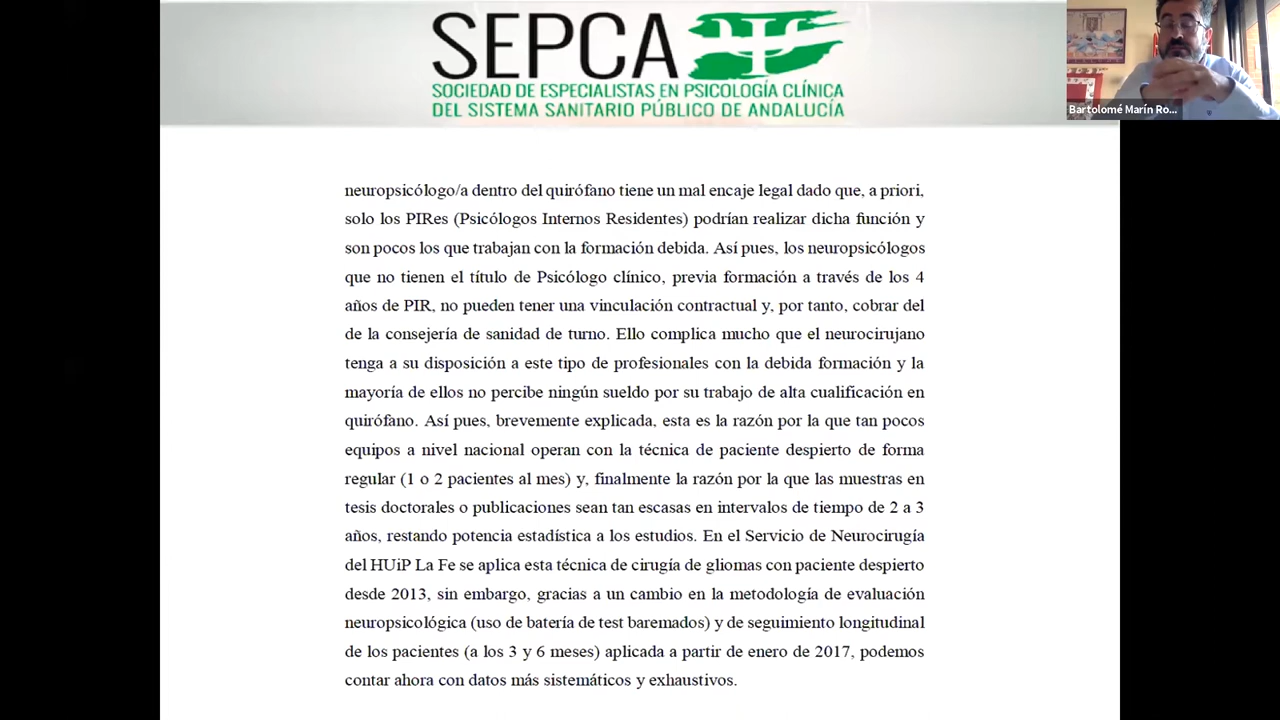 SEPCA
SOCIEDAD DE ESPECIALISTAS EN PSICOLOGÍA CLÍNICA
DEL SISTEMA SANITARIO PÚBLICO DE ANDALUCÍA
Bartolomé Marín Ro...
neuropsicólogo/a dentro del quirófano tiene un mal encaje legal dado que, a priori,
solo los PIRes (Psicólogos Internos Residentes) podrían realizar dicha función y
son pocos los que trabajan con la formación debida. Así pues, los neuropsicólogos
que no tienen el título de Psicólogo clínico, previa formación a través de los 4
años de PIR, no pueden tener una vinculación contractual y, por tanto, cobrar del
de la consejería de sanidad de turno. Ello complica mucho que el neurocirujano
tenga a su disposición a este tipo de profesionales con la debida formación y la
mayoría de ellos no percibe ningún sueldo por su trabajo de alta cualificación en
quirófano. Así pues, brevemente explicada, esta es la razón por la que tan pocos
equipos a nivel nacional operan con la técnica de paciente despierto de forma
regular (1 o 2 pacientes al mes) y, finalmente la razón por la que las muestras en
tesis doctorales o publicaciones sean tan escasas en intervalos de tiempo de 2 a 3
años, restando potencia estadística a los estudios. En el Servicio de Neurocirugía
del HUiP La Fe se aplica esta técnica de cirugía de gliomas con paciente despierto
desde 2013, sin embargo, gracias a un cambio en la metodología de evaluación
neuropsicológica (uso de batería de test baremados) y de seguimiento longitudinal
de los pacientes (a los 3 y 6 meses) aplicada a partir de enero de 2017, podemos
contar ahora con datos más sistemáticos y exhaustivos.